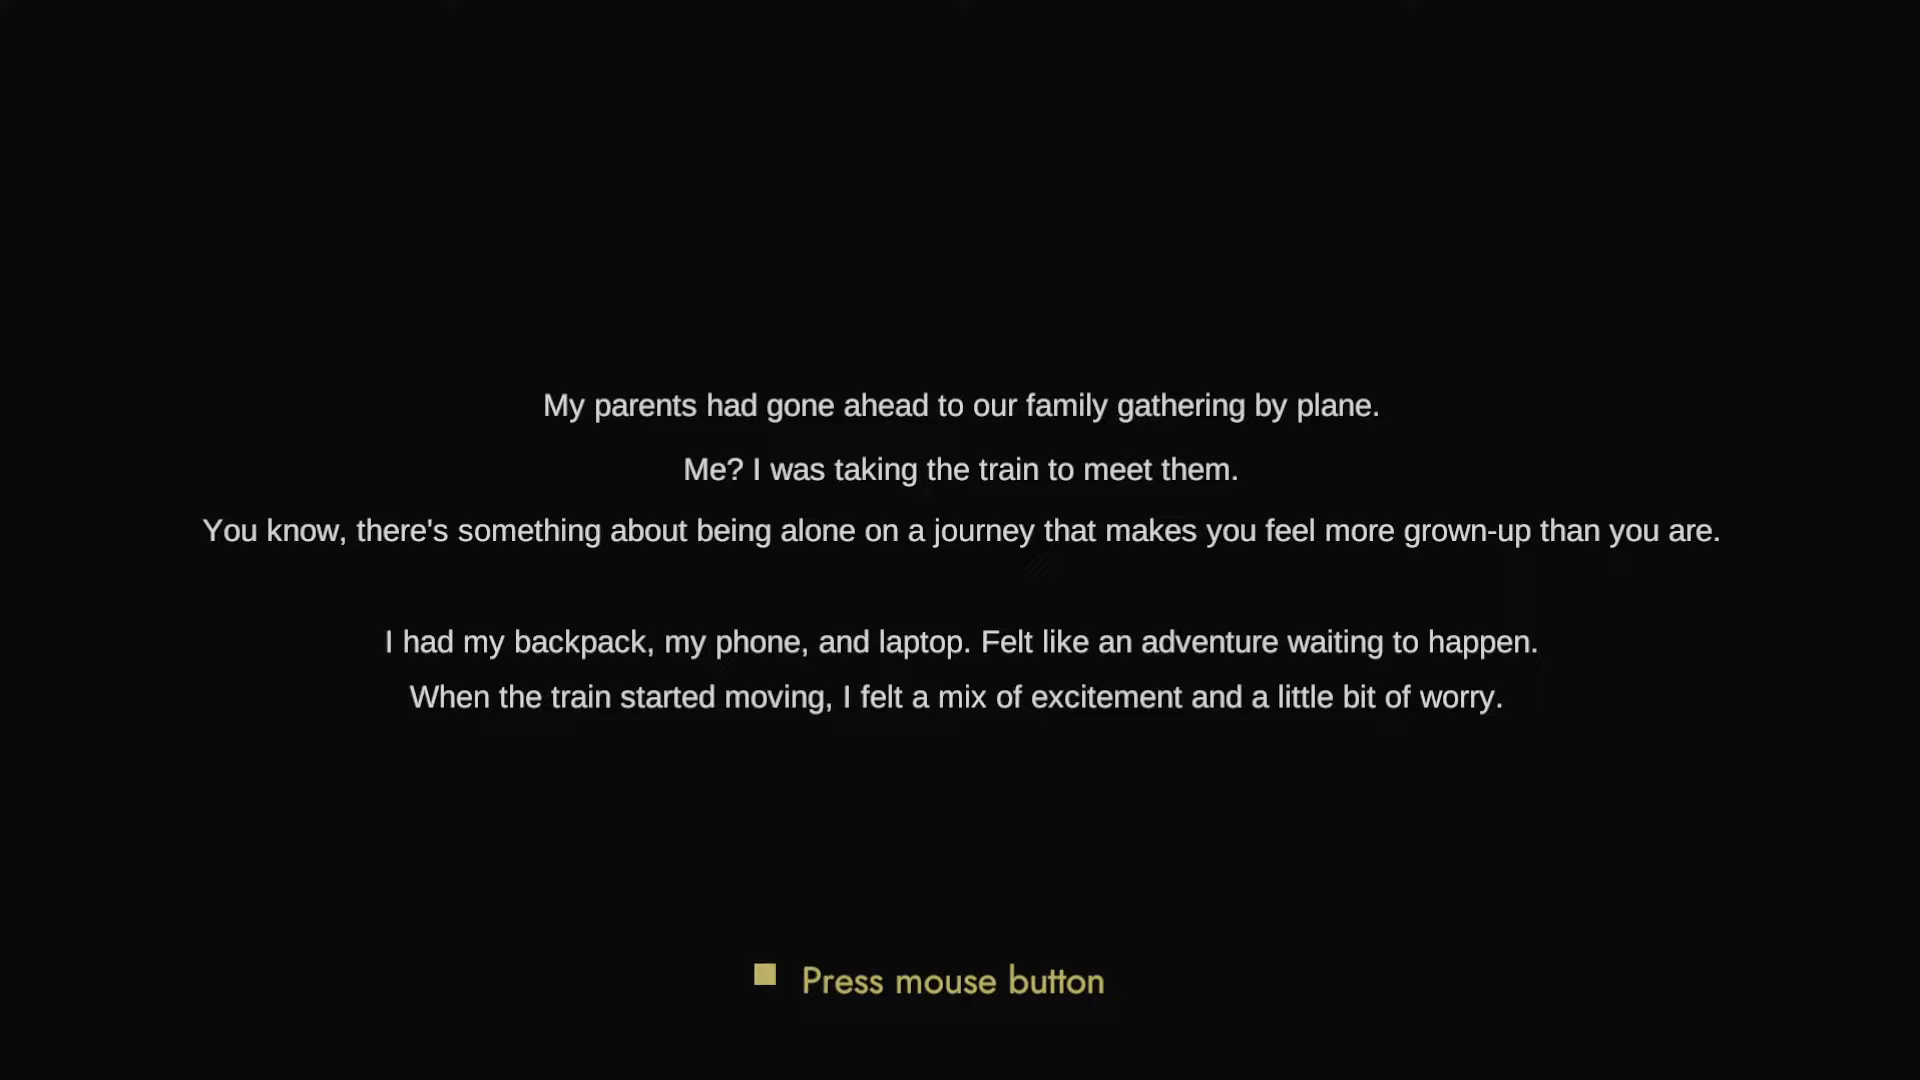 My parents had gone ahead to our family gathering by plane.
Me? I was taking the train to meet them.
You know, there's something about being alone on a journey that makes you feel more grown-up than you are.
I had my backpack, my phone, and laptop. Felt like an adventure waiting to happen.
When the train started moving, I felt a mix of excitement and a little bit of worry.
Press mouse button